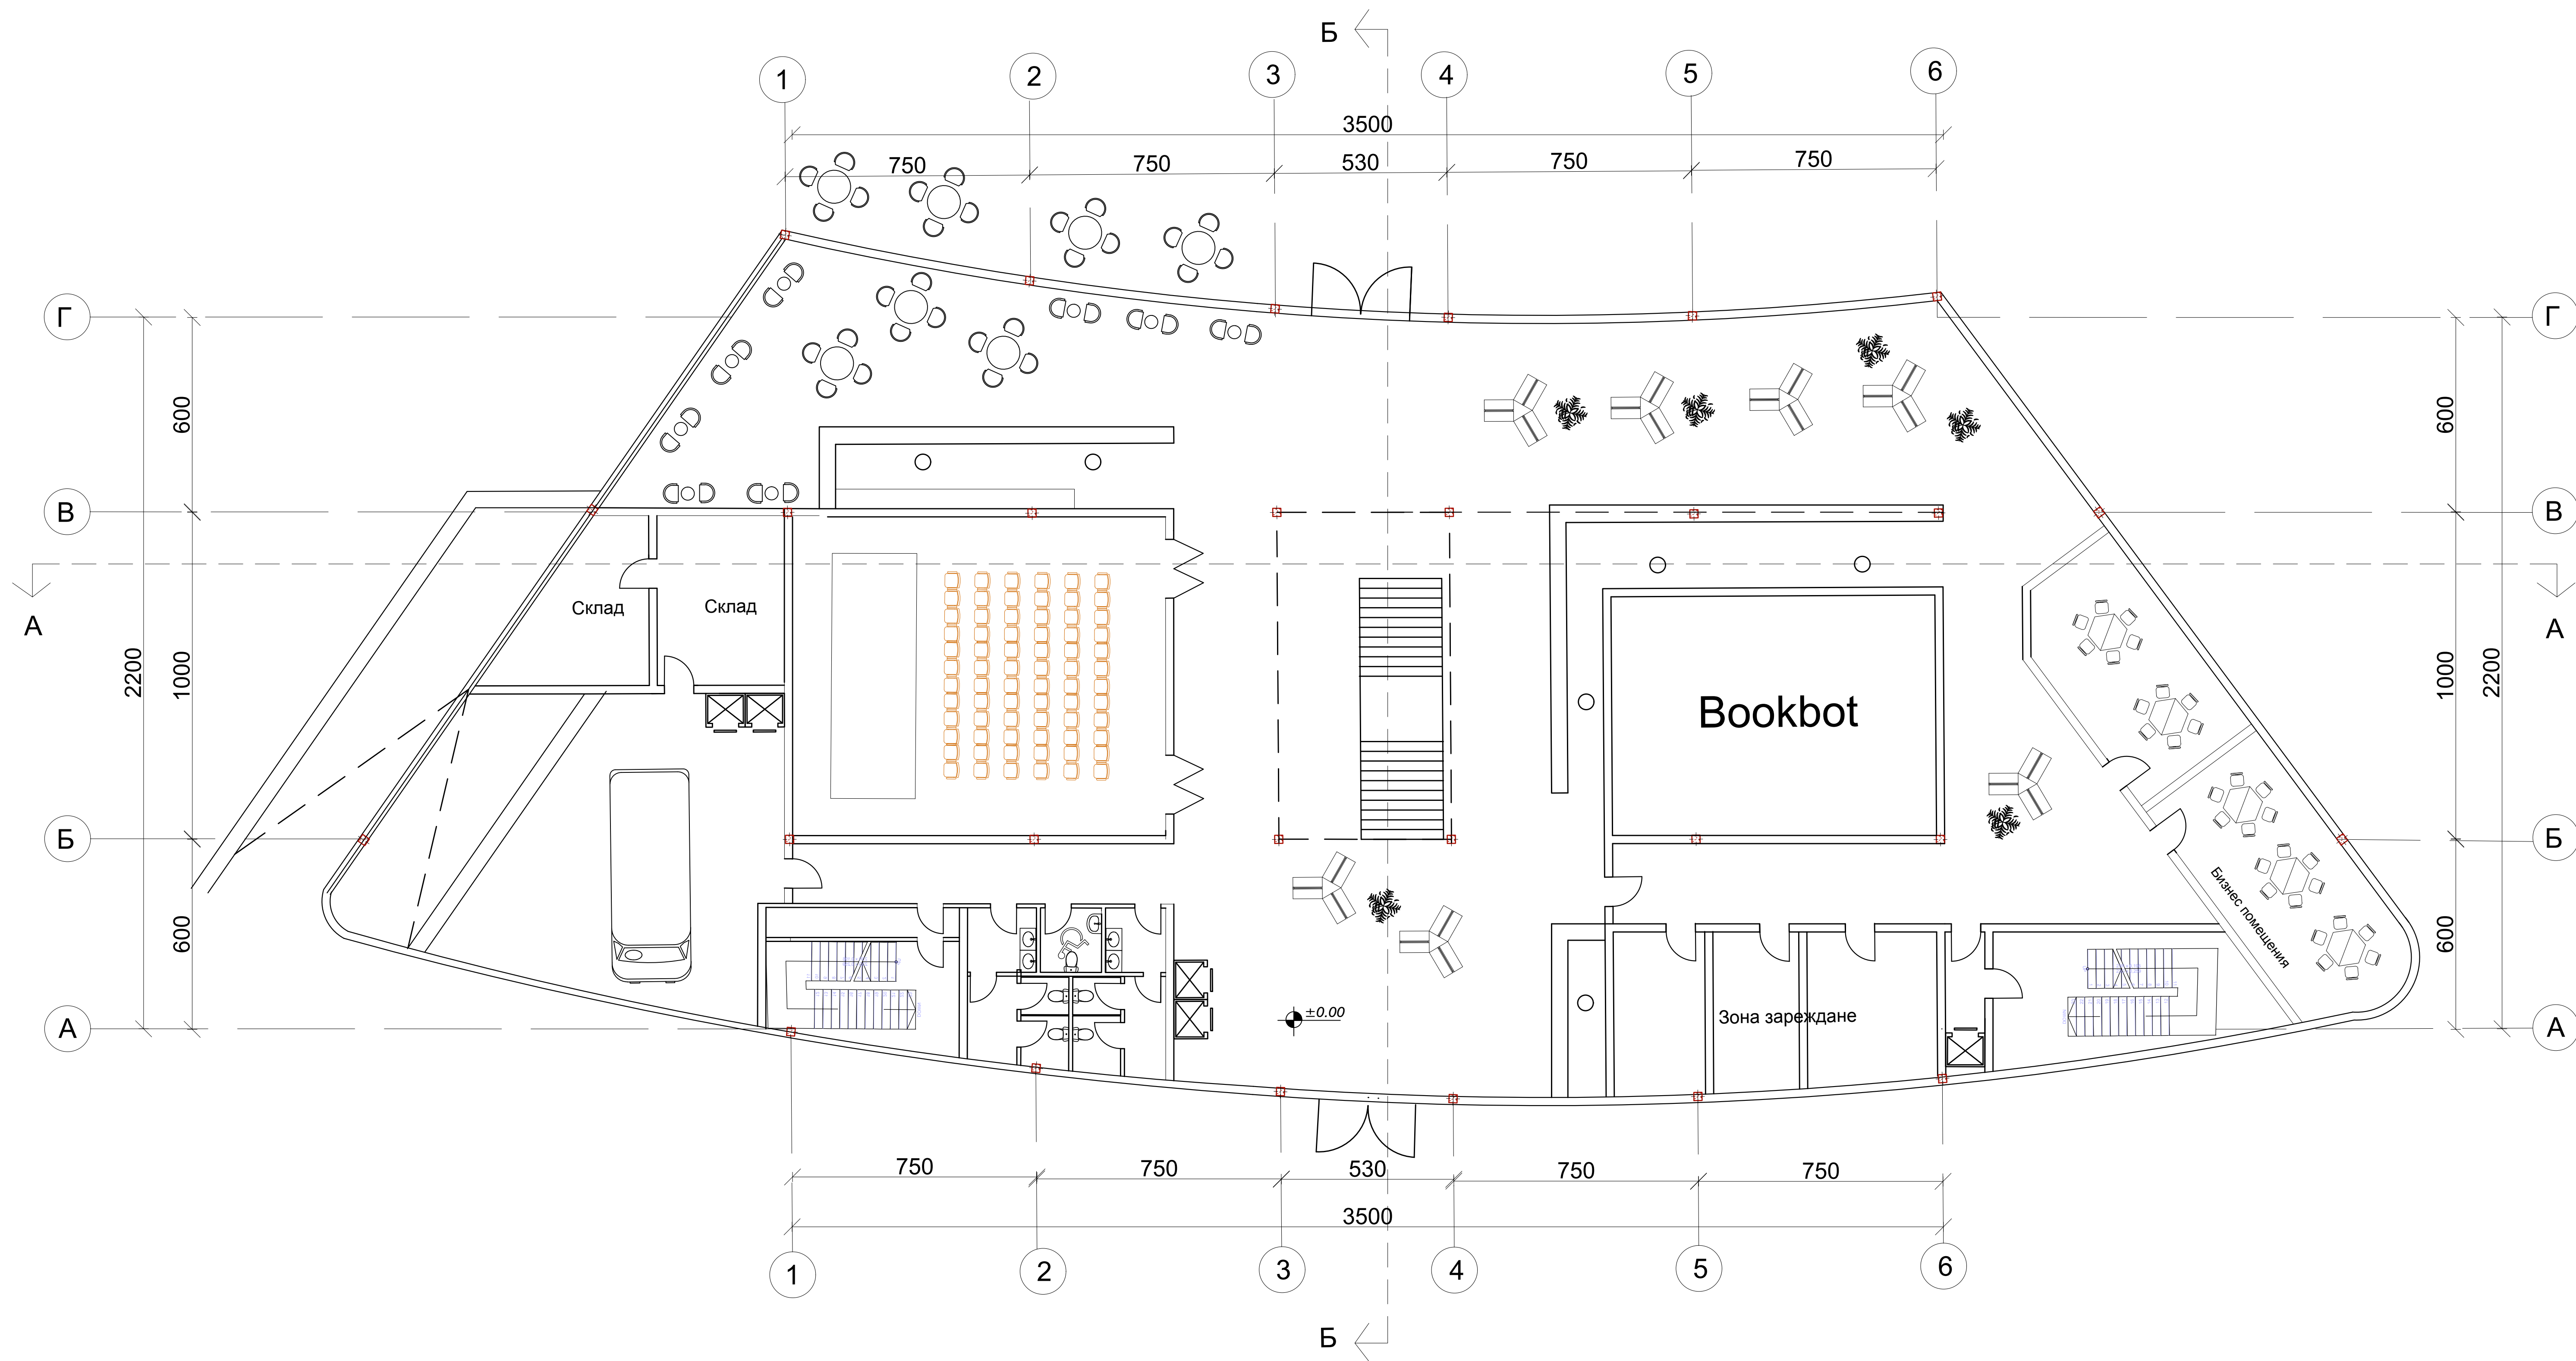 Б
1
2
3
4
5
6
3500
750
750
530
750
750
Г
Г
600
600
В
В
А
А
Склад
Склад
2200
1000
1000
2200
Bookbot
Б
Б
Бизнес помещения
600
600
±0.00
Зона зареждане
А
А
750
750
530
750
750
3500
1
2
3
4
5
6
Б